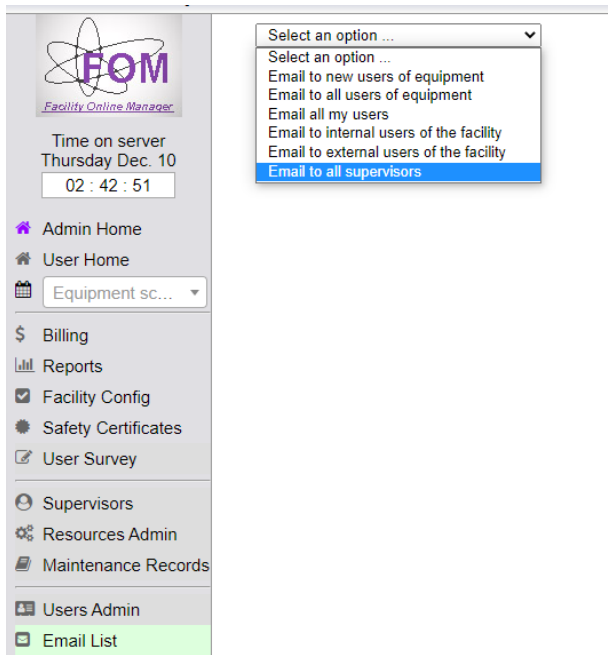 FOM
Facility Online Manager
Time on server
Thursday Dec. 10
02 : 42 : 51
Admin Home
User Home
Equipment sc...
Billing
Reports
Facility Config
Safety Certificates
User Survey
Supervisors
Resources Admin
Maintenance Records
Users Admin
Email List
Select an option ...
Select an option ...
Email to new users of equipment
Email to all users of equipment
Email all my users
Email to internal users of the facility
Email to external users of the facility
Email to all supervisors